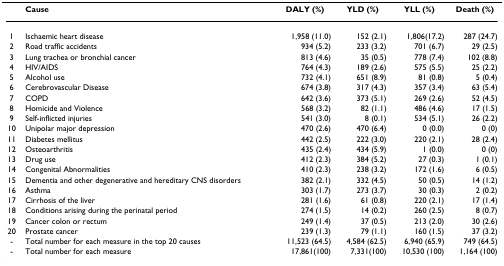 Cause DALY (%) YLD (%) YLL (%) Death (%)
1 Ischaemic heart disease 1,958 (11.0) 152 (2.1) 1,806(17.2) 287 (24.7)
2 Road traffic accidents 934 (5.2) 233 (3.2) 701 (6.7) 29 (2.5)
3 Lung trachea or bronchial cancer 813 (4.6) 35 (0.5) 778 (7.4) 102 (8.8)
4 HIV/AIDS 764 (4.3) 189 (2.6) 575 (5.5) 25 (2.2)
5 Alcohol use 732 (4.1) 651 (8.9) 81 (0.8) 5 (0.4)
6 Cerebrovascular Disease 674 (3.8) 317 (4.3) 357 (3.4) 63 (5.4)
7 COPD 642 (3.6) 373 (5.1) 269 (2.6) 52 (4.5)
8 Homicide and Violence 568 (3.2) 82 (1.1) 486 (4.6) 17 (1.5)
9 Self-inflicted injuries 541 (3.0) 8 (0.1) 534 (5.1) 26 (2.2)
10 Unipolar major depression 470 (2.6) 470 (6.4) 0 (0.0) 0 (0)
11 Diabetes mellitus 442 (2.5) 222 (3.0) 220 (2.1) 28 (2.4)
12 Osteoarthritis 435 (2.4) 434 (5.9) 1 (0.0) 0 (0)
13 Drug use 412 (2.3) 384 (5.2) 27 (0.3) 1 (0.1)
14 Congenital Abnormalities 410 (2.3) 238 (3.2) 172 (1.6) 6 (0.5)
15 Dementia and other degenerative and hereditary CNS disorders 382 (2.1) 332 (4.5) 50 (0.5) 14 (1.2)
16 Asthma 303 (1.7) 273 (3.7) 30 (0.3) 2 (0.2)
17 Cirrhosis of the liver 281 (1.6) 61 (0.8) 220 (2.1) 17 (1.4)
18 Conditions arising during the perinatal period 274 (1.5) 14 (0.2) 260 (2.5) 8 (0.7)
19 Cancer colon or rectum 249 (1.4) 37 (0.5) 213 (2.0) 30 (2.6)
20 Prostate cancer 239 (1.3) 79 (1.1) 160 (1.5) 37 (3.2)
- Total number for each measure in the top 20 causes 11,523 (64.5) 4,584 (62.5) 6,940 (65.9) 749 (64.5)
- Total number for each measure 17,861(100) 7,331(100) 10,530 (100) 1,164 (100)